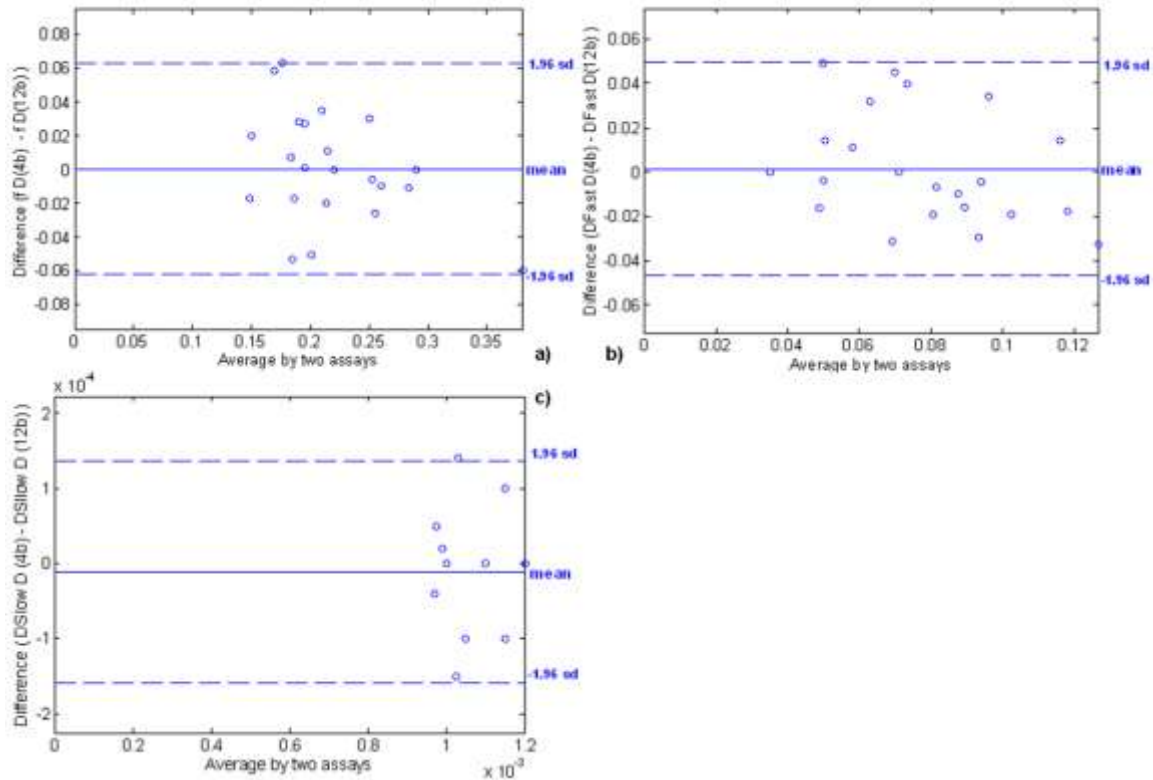 Difference (f D(4b) - f D(12b) )
0.08
0.06
0.04
0.02
0
-0.02
-0.04
-0.06
-0.08
1.96 sd
mean
-1.96 sd
0 0.05 0.1 0.15 0.2 0.25 0.3 0.35
Average by two assays
a)
Difference (DFast D(4b) - DFast D(12b) )
0.06
0.04
0.02
0
-0.02
-0.04
-0.06
1.96 sd
mean
-1.96 sd
0 0.02 0.04 0.06 0.08 0.1 0.12
b)
Average by two assays
x 10⁻⁴
c)
Difference ( DSlow D (4b) - DSllow D (12b) )
2
1
0
-1
-2
1.96 sd
mean
-1.96 sd
0 0.2 0.4 0.6 0.8 1 1.2
Average by two assays
x 10⁻³